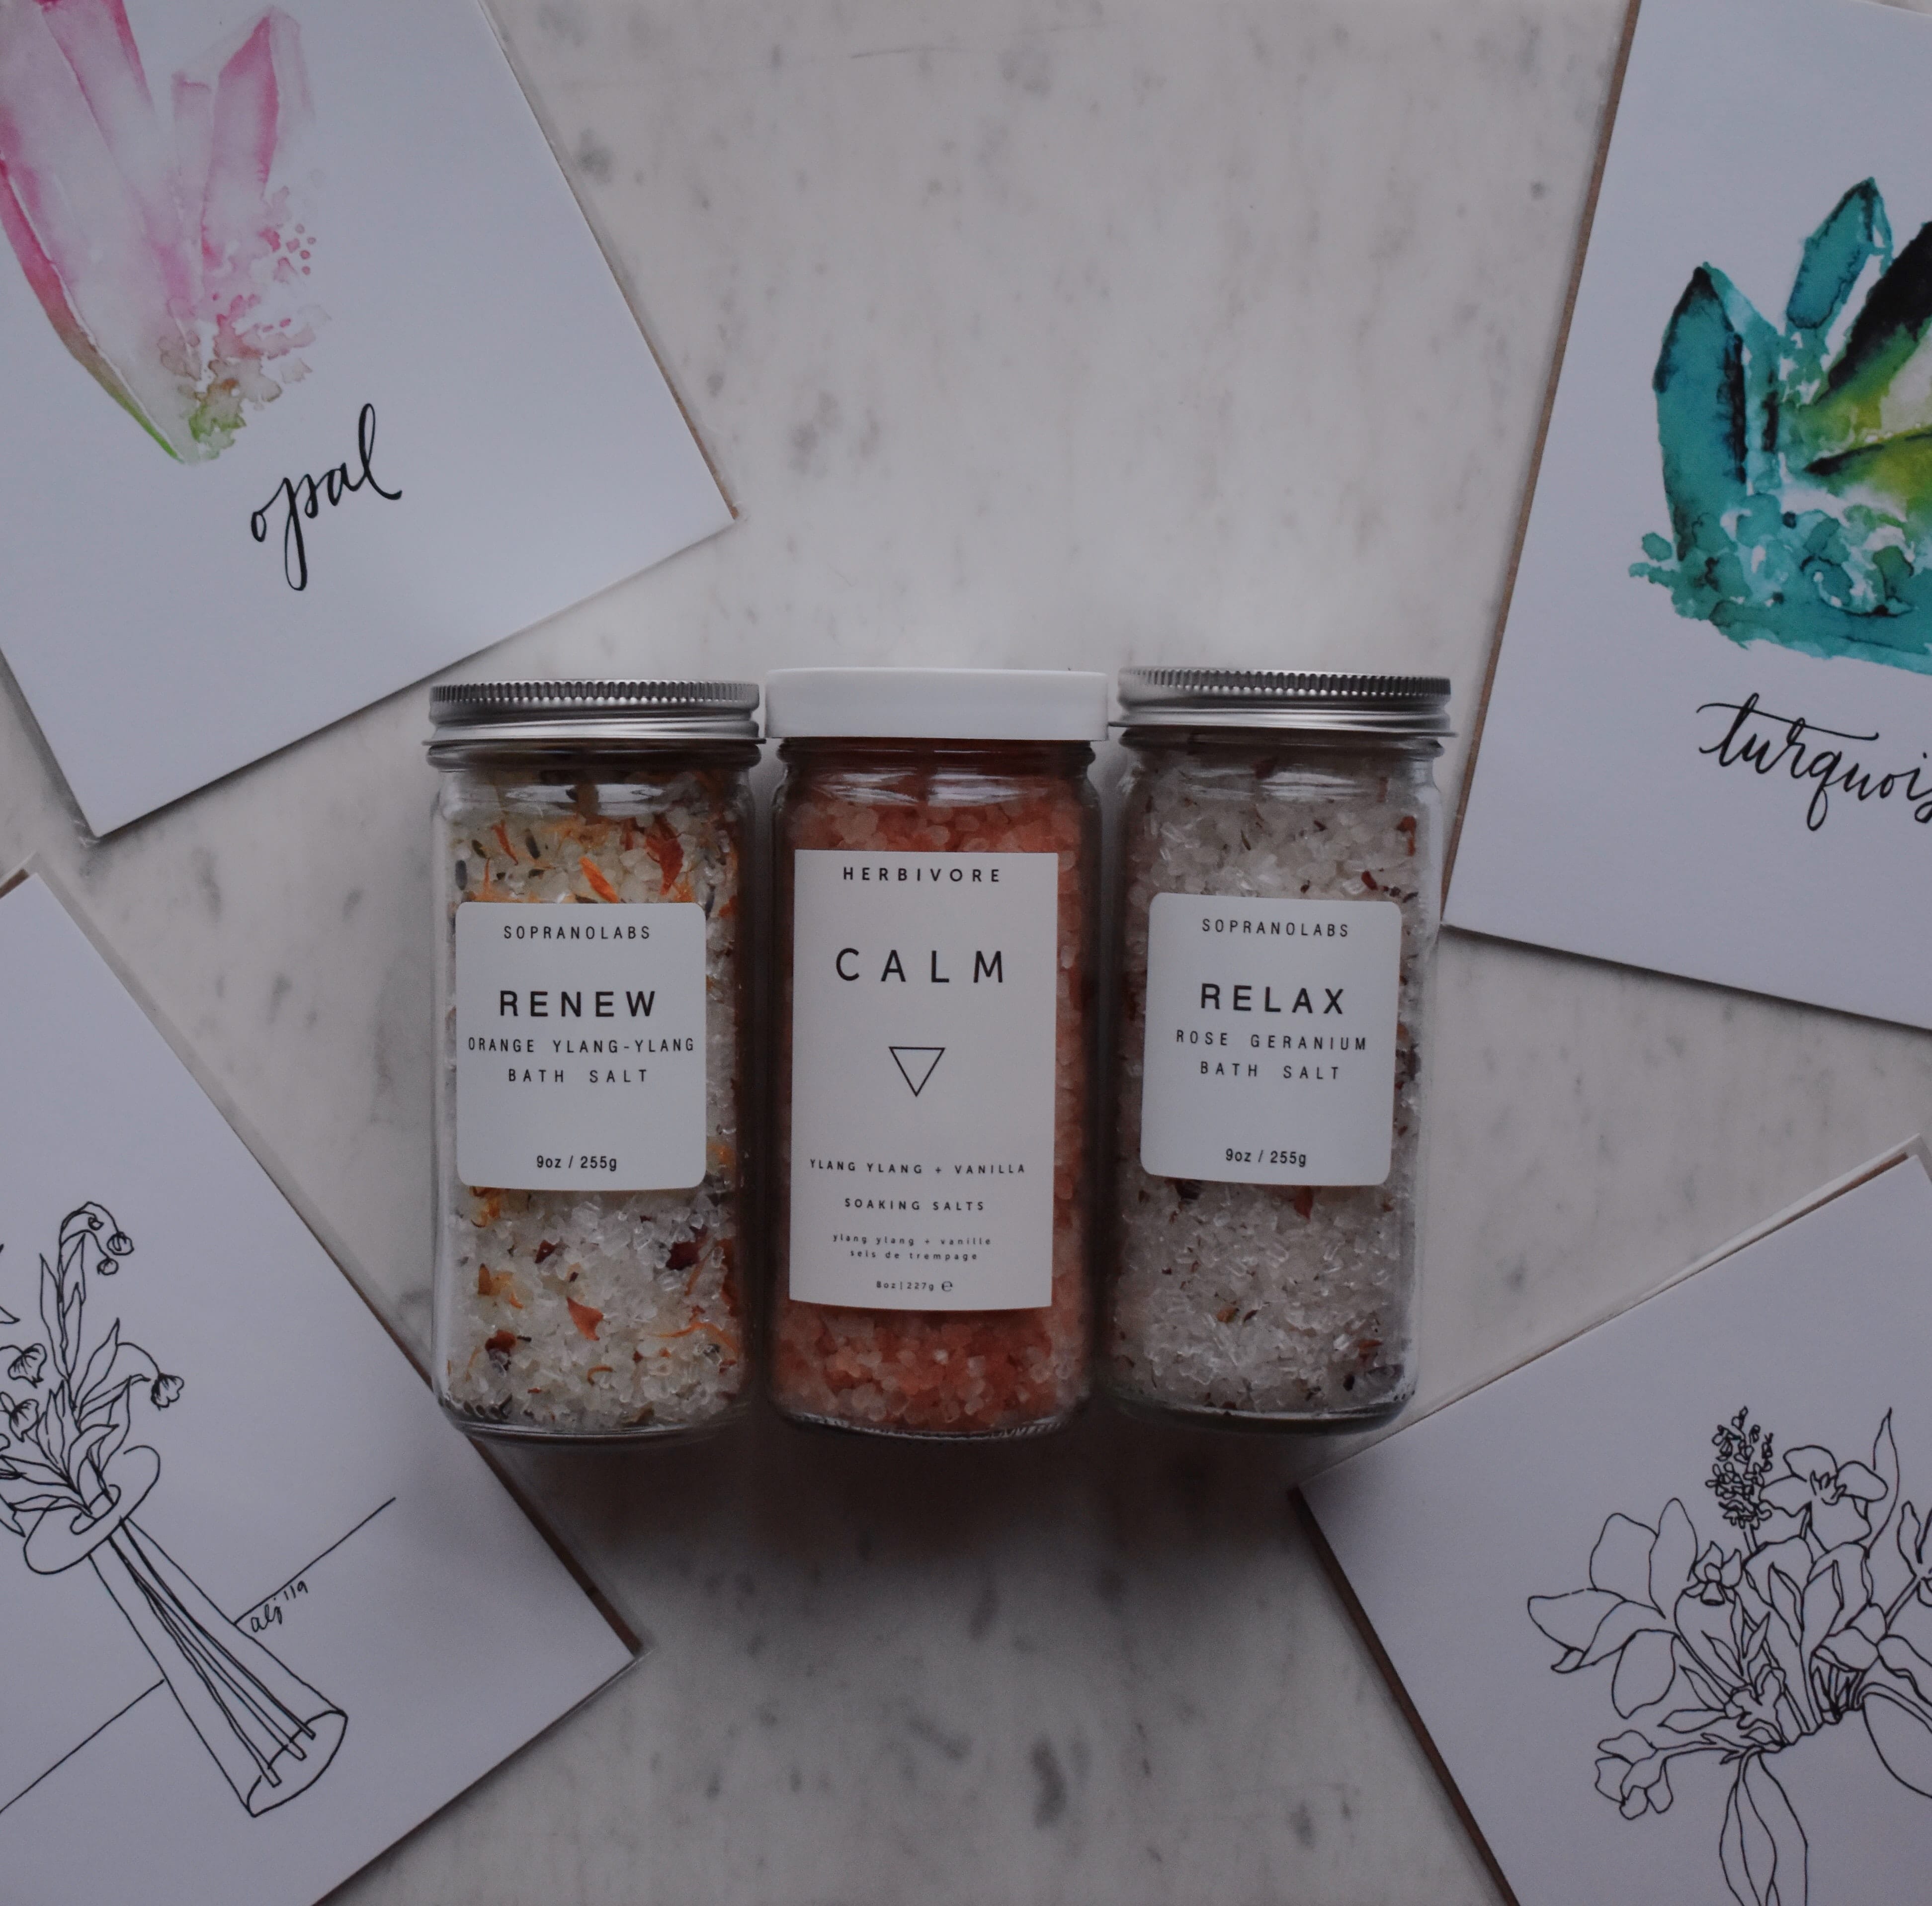 opal
SOPRANOLABS
RENEW
ORANGE YLANG-YLANG
BATH SALT
9oz / 255g
HERBIVORE
CALM
YLANG YLANG + VANILLA
SOAKING SALTS
ylang ylang + vanille
sels de trempage
8oz|227g ℮
SOPRANOLABS
RELAX
ROSE GERANIUM
BATH SALT
9oz / 255g
turquois